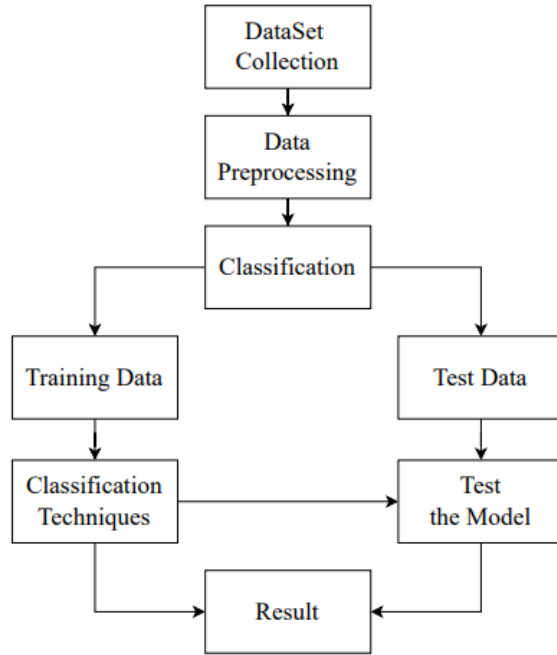 DataSet
Collection
Data
Preprocessing
Classification
Training Data
Test Data
Classification
Techniques
Test
the Model
Result